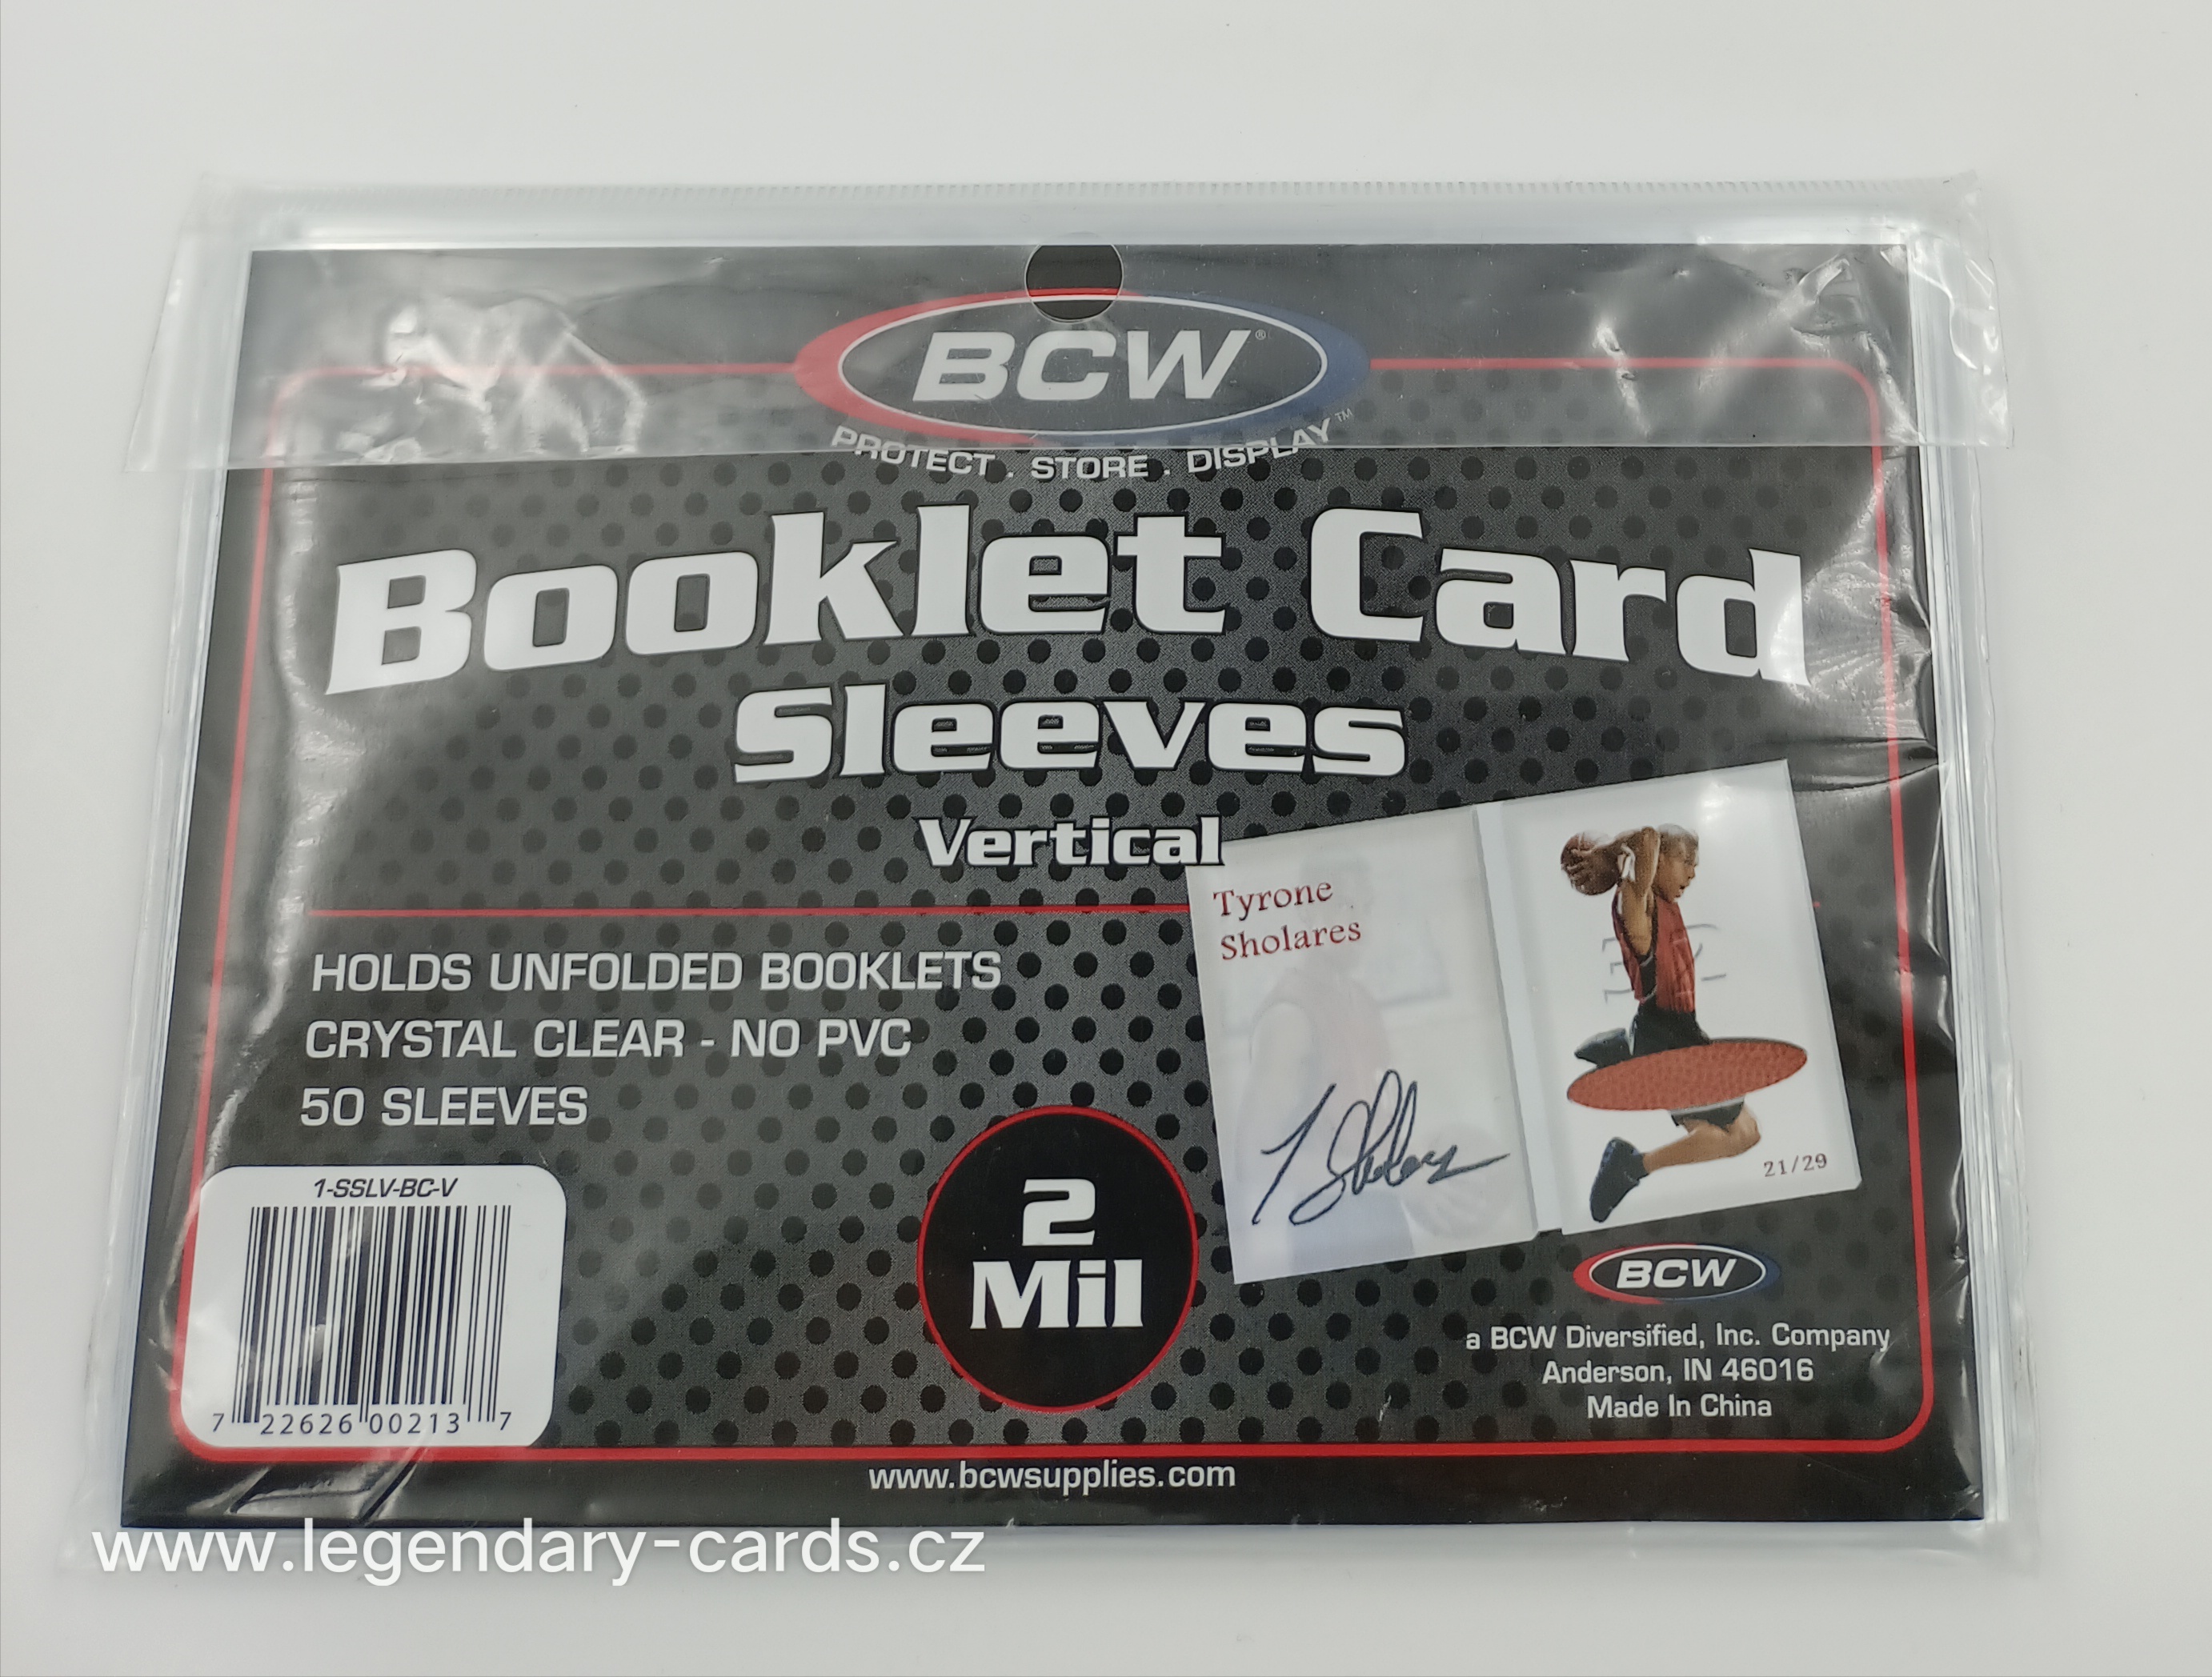 BCW®
PROTECT . STORE . DISPLAY™
Booklet Card
Sleeves
Vertical
HOLDS UNFOLDED BOOKLETS
CRYSTAL CLEAR - NO PVC
50 SLEEVES
Tyrone
Sholares
21/29
1-SSLV-BC-V
7 22626 00213 7
2
Mil
BCW
a BCW Diversified, Inc. Company
Anderson, IN 46016
Made In China
www.bcwsupplies.com
www.legendary-cards.cz